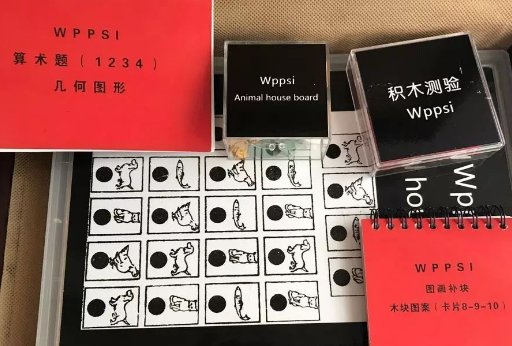 WPPSI
算术题（1234）
几何图形
Wppsi
Animal house board
积木测验
Wppsi
Wpp
ho
WPPSI
图画补块
木块图案（卡片8-9-10）